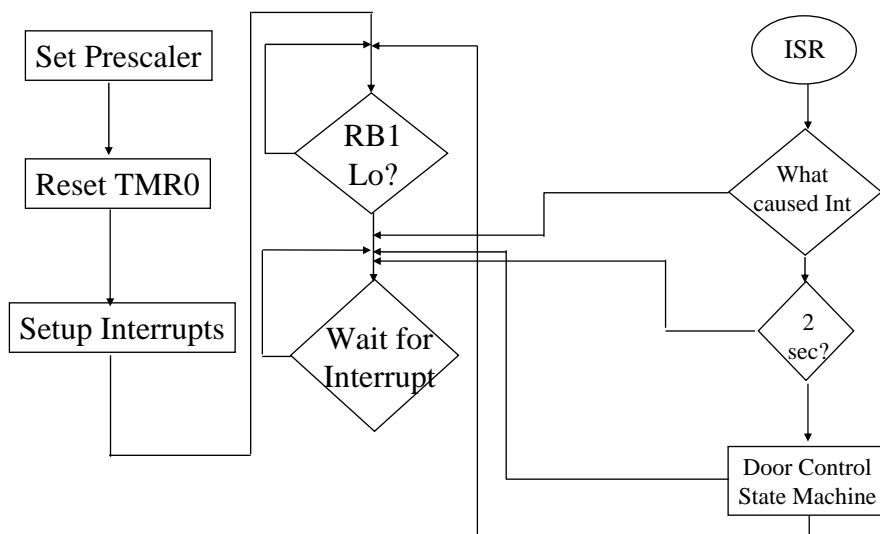 Set Prescaler
Reset TMR0
Setup Interrupts
RB1
Lo?
Wait for
Interrupt
ISR
What
caused Int
2
sec?
Door Control
State Machine